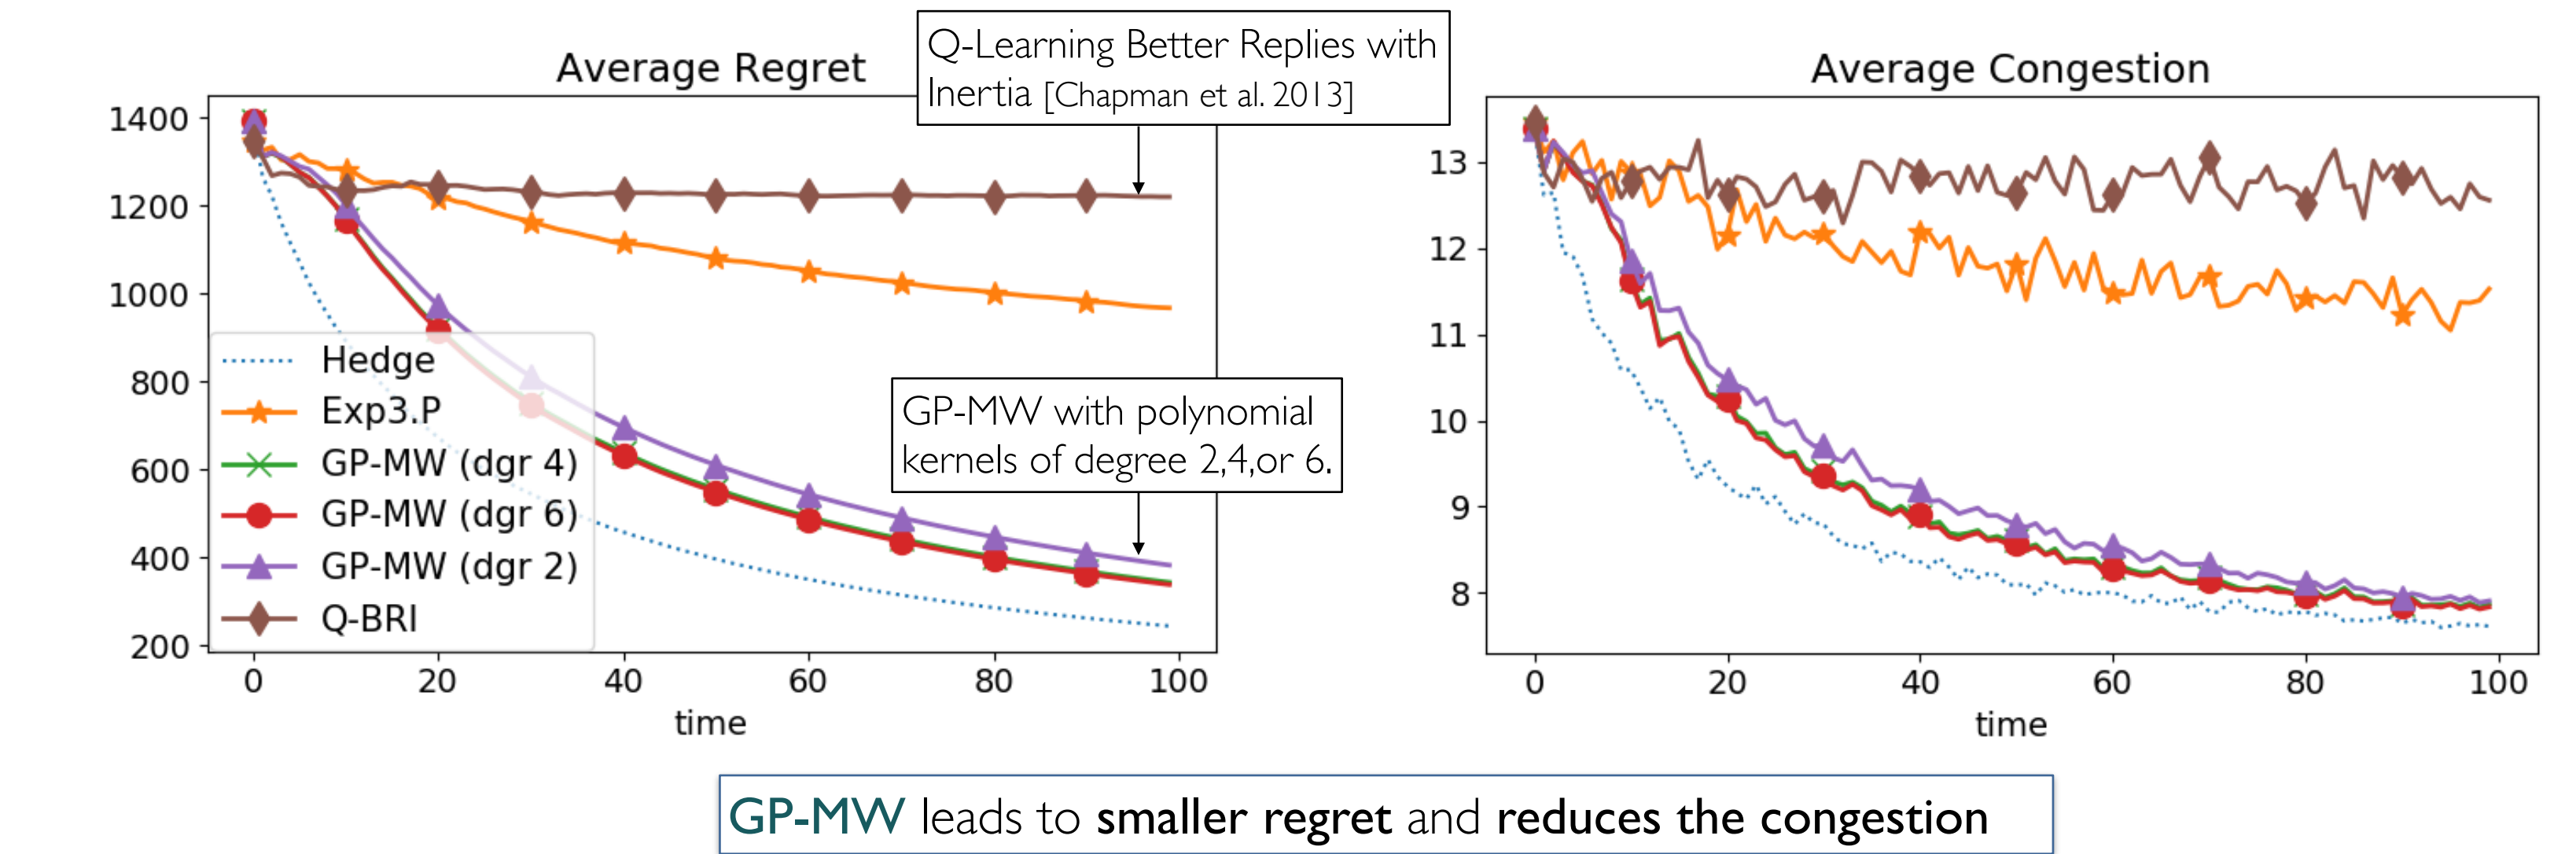 Q-Learning Better Replies with
Inertia [Chapman et al. 2013]
Average Regret
1400
1200
1000
800
600
400
200
Hedge
Exp3.P
GP-MW (dgr 4)
GP-MW (dgr 6)
GP-MW (dgr 2)
Q-BRI
GP-MW with polynomial
kernels of degree 2,4,or 6.
0 20 40 60 80 100
time
Average Congestion
13
12
11
10
9
8
0 20 40 60 80 100
time
GP-MW leads to smaller regret and reduces the congestion